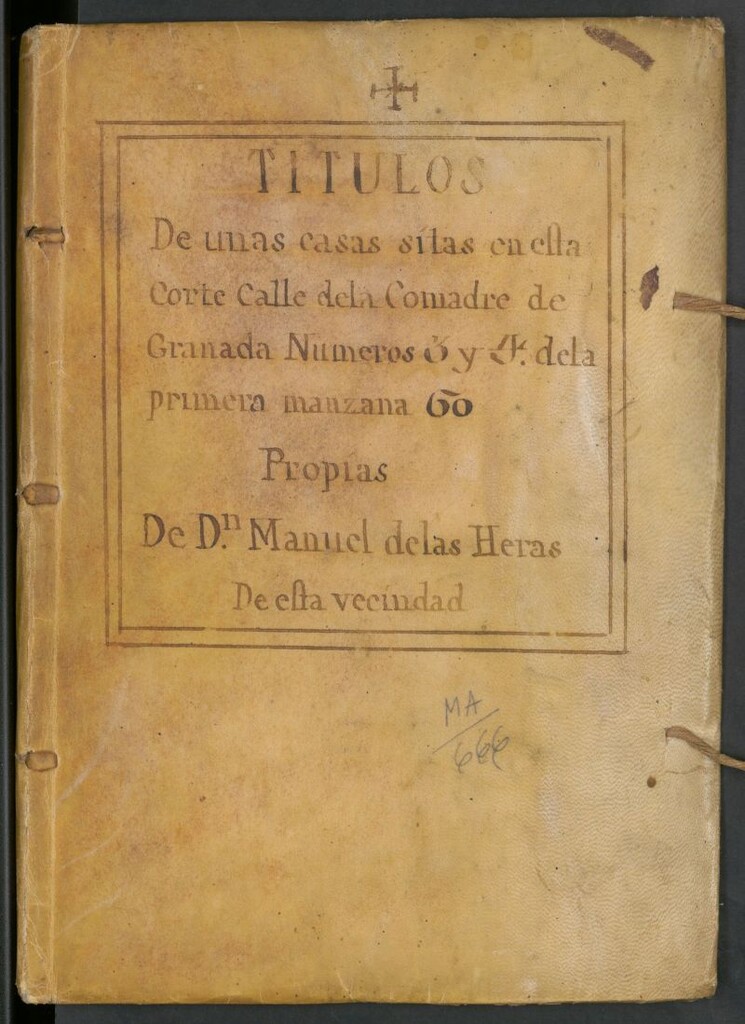 TITULOS
De unas casas sitas en esta
Corte Calle dela Comadre de
Granada Numeros 3 y 4. dela
primera manzana 60
Propias
De D.ⁿ Manuel delas Heras
De esta vecindad
MA
666